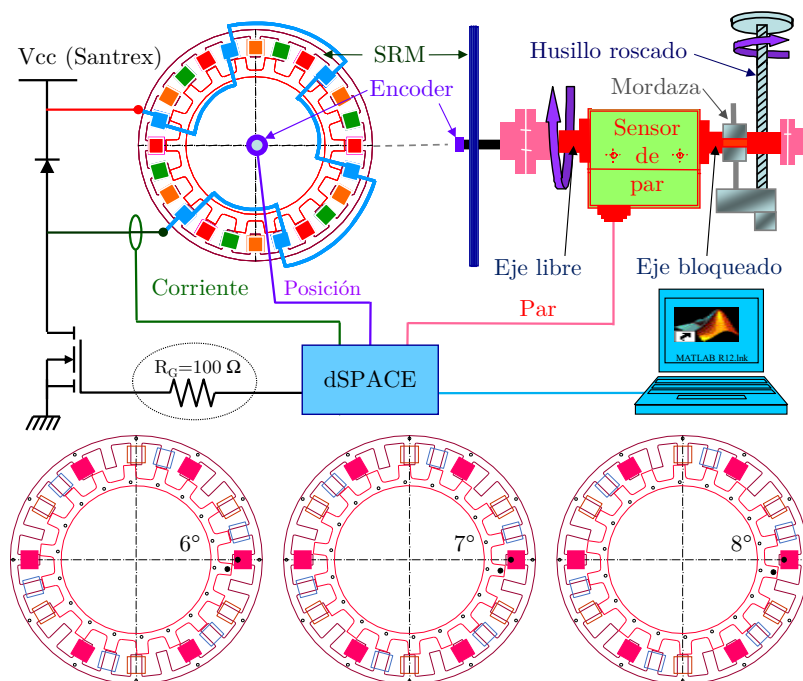 Vcc (Santrex)
SRM
Encoder
Husillo roscado
Mordaza
Sensor
de
par
Eje libre
Eje bloqueado
Corriente
Posición
Par
R_G=100 Ω
dSPACE
MATLAB R12.lnk
6°
7°
8°